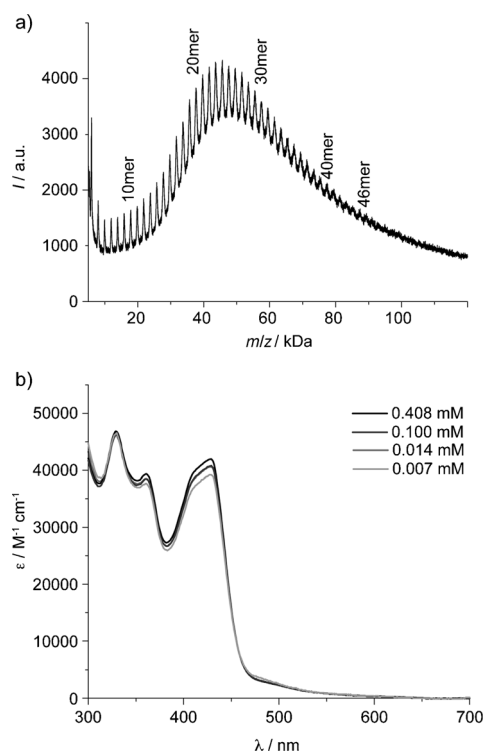 a)
20mer
30mer
4000
3000
I / a.u.
10mer
40mer
46mer
2000
1000
0
20 40 60 80 100
m/z / kDa
b)
50000
0.408 mM
0.100 mM
0.014 mM
0.007 mM
40000
30000
ε / M⁻¹ cm⁻¹
20000
10000
0
300 400 500 600 700
λ / nm